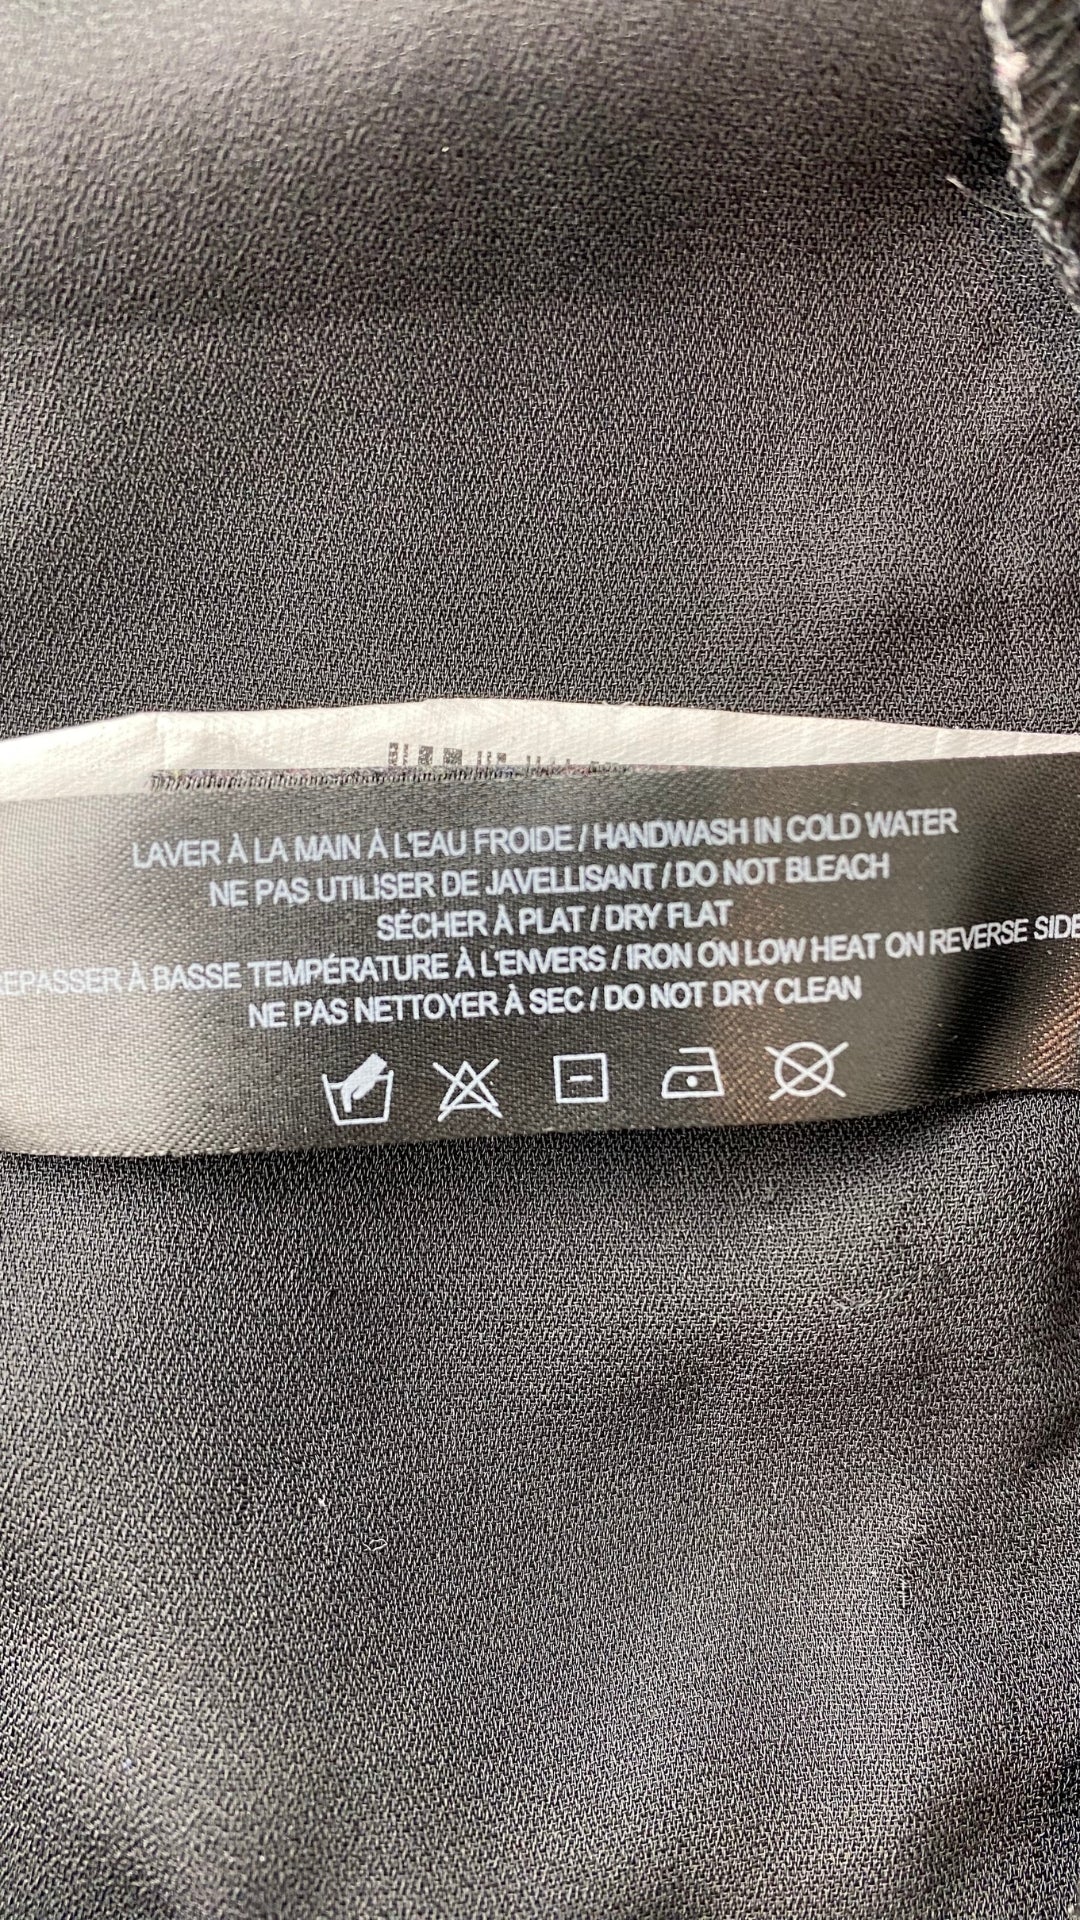 LAVER À LA MAIN À L'EAU FROIDE / HANDWASH IN COLD WATER
NE PAS UTILISER DE JAVELLISANT / DO NOT BLEACH
SÉCHER À PLAT / DRY FLAT
REPASSER À BASSE TEMPÉRATURE À L'ENVERS / IRON ON LOW HEAT ON REVERSE SIDE
NE PAS NETTOYER À SEC / DO NOT DRY CLEAN